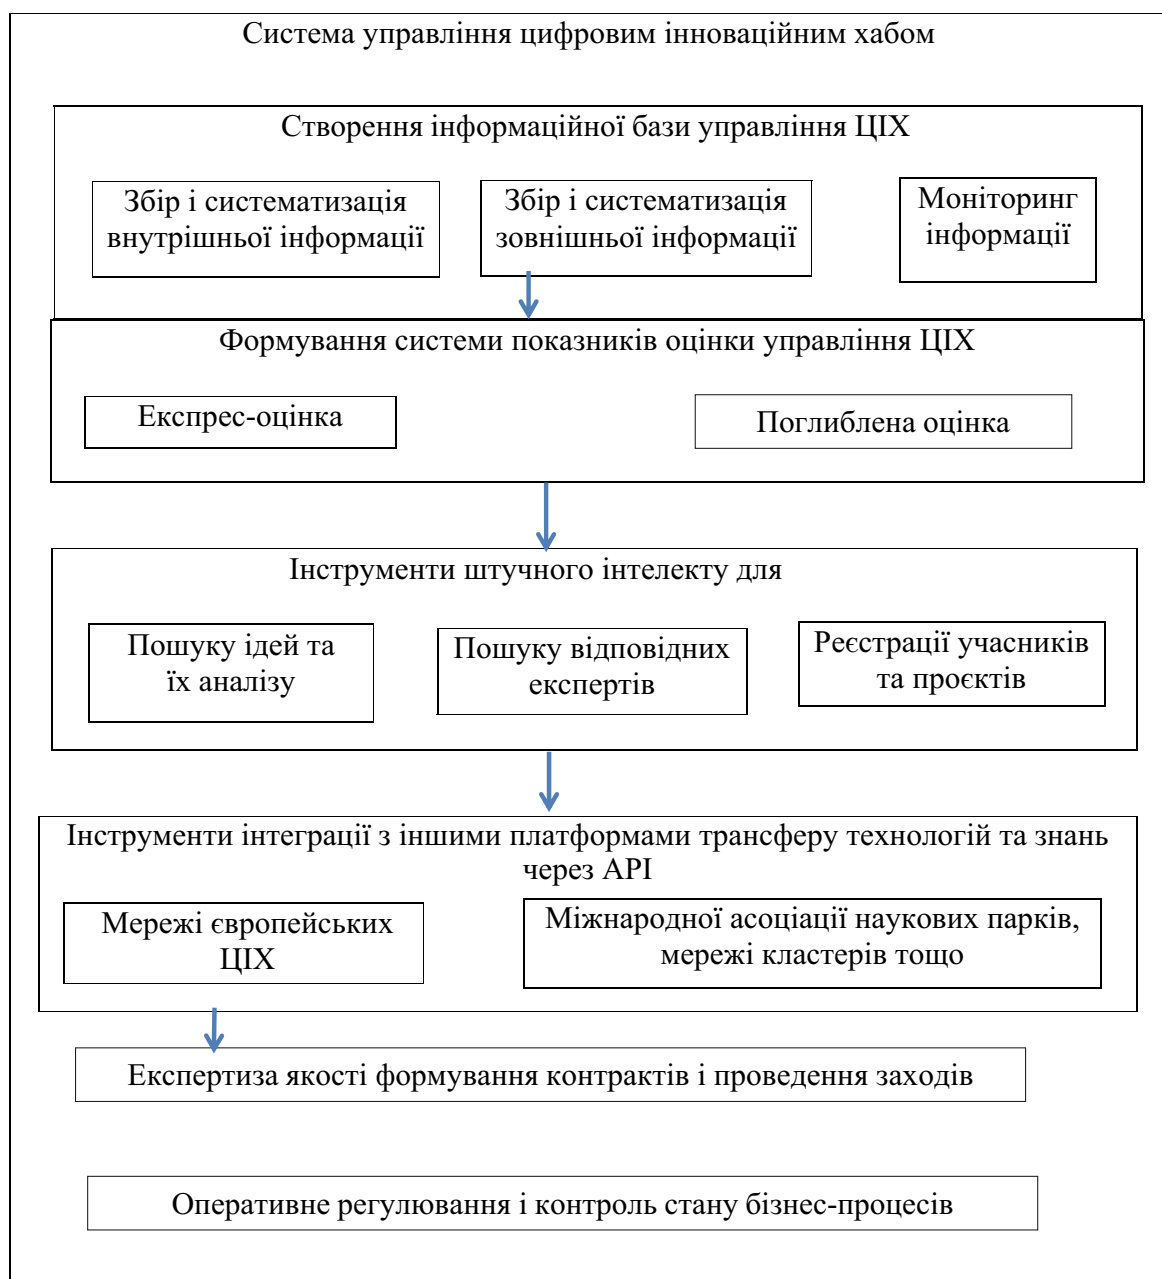 Система управління цифровим інноваційним хабом
Створення інформаційної бази управління ЦІХ
Збір і систематизація
внутрішньої інформації
Збір і систематизація
зовнішньої інформації
Моніторинг
інформації
Формування системи показників оцінки управління ЦІХ
Експрес-оцінка
Поглиблена оцінка
Інструменти штучного інтелекту для
Пошуку ідей та
їх аналізу
Пошуку відповідних
експертів
Реєстрації учасників
та проєктів
Інструменти інтеграції з іншими платформами трансферу технологій та знань
через АРІ
Мережі європейських
ЦІХ
Міжнародної асоціації наукових парків,
мережі кластерів тощо
Експертиза якості формування контрактів і проведення заходів
Оперативне регулювання і контроль стану бізнес-процесів